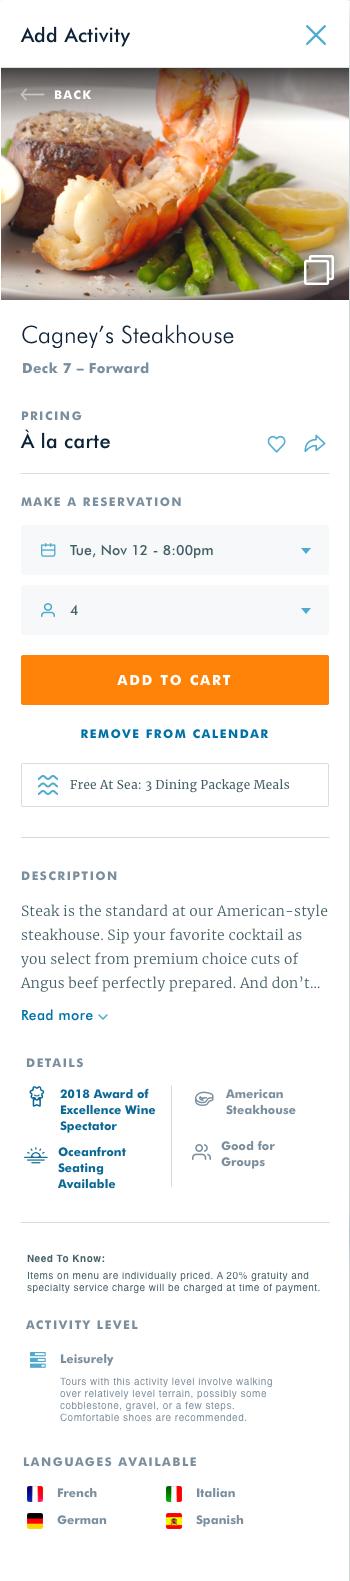 Add Activity
BACK
Cagney’s Steakhouse
Deck 7 – Forward
PRICING
À la carte
MAKE A RESERVATION
Tue, Nov 12 - 8:00pm
4
ADD TO CART
REMOVE FROM CALENDAR
Free At Sea: 3 Dining Package Meals
DESCRIPTION
Steak is the standard at our American-style
steakhouse. Sip your favorite cocktail as
you select from premium choice cuts of
Angus beef perfectly prepared. And don’t...
Read more
DETAILS
2018 Award of
Excellence Wine
Spectator
Oceanfront
Seating
Available
American
Steakhouse
Good for
Groups
Need To Know:
Items on menu are individually priced. A 20% gratuity and
specialty service charge will be charged at time of payment.
ACTIVITY LEVEL
Leisurely
Tours with this activity level involve walking
over relatively level terrain, possibly some
cobblestone, gravel, or a few steps.
Comfortable shoes are recommended.
LANGUAGES AVAILABLE
French
Italian
German
Spanish